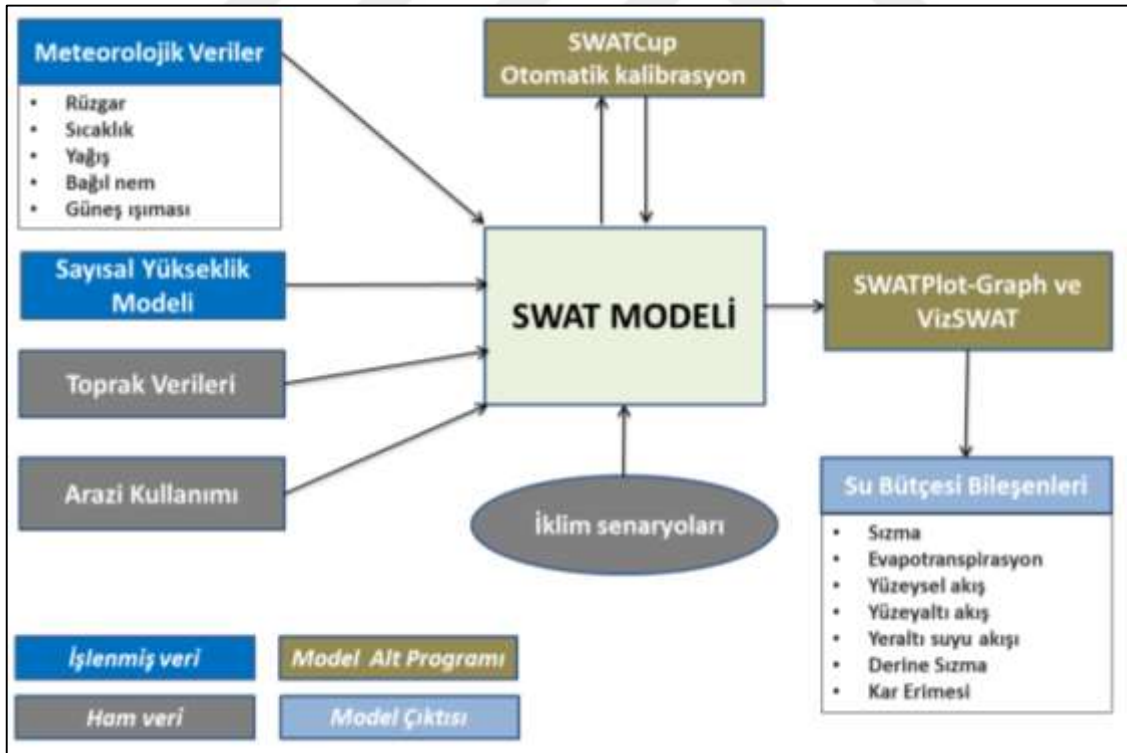 Meteorolojik Veriler
• Rüzgar
• Sıcaklık
• Yağış
• Bağıl nem
• Güneş ışıması
Sayısal Yükseklik
Modeli
Toprak Verileri
Arazi Kullanımı
SWATCup
Otomatik kalibrasyon
SWAT MODELİ
İklim senaryoları
SWATPlot-Graph ve
VizSWAT
Su Bütçesi Bileşenleri
• Sızma
• Evapotranspirasyon
• Yüzeysel akış
• Yüzeyaltı akış
• Yeraltı suyu akışı
• Derine Sızma
• Kar Erimesi
İşlenmiş veri
Model Alt Programı
Ham veri
Model Çıktısı